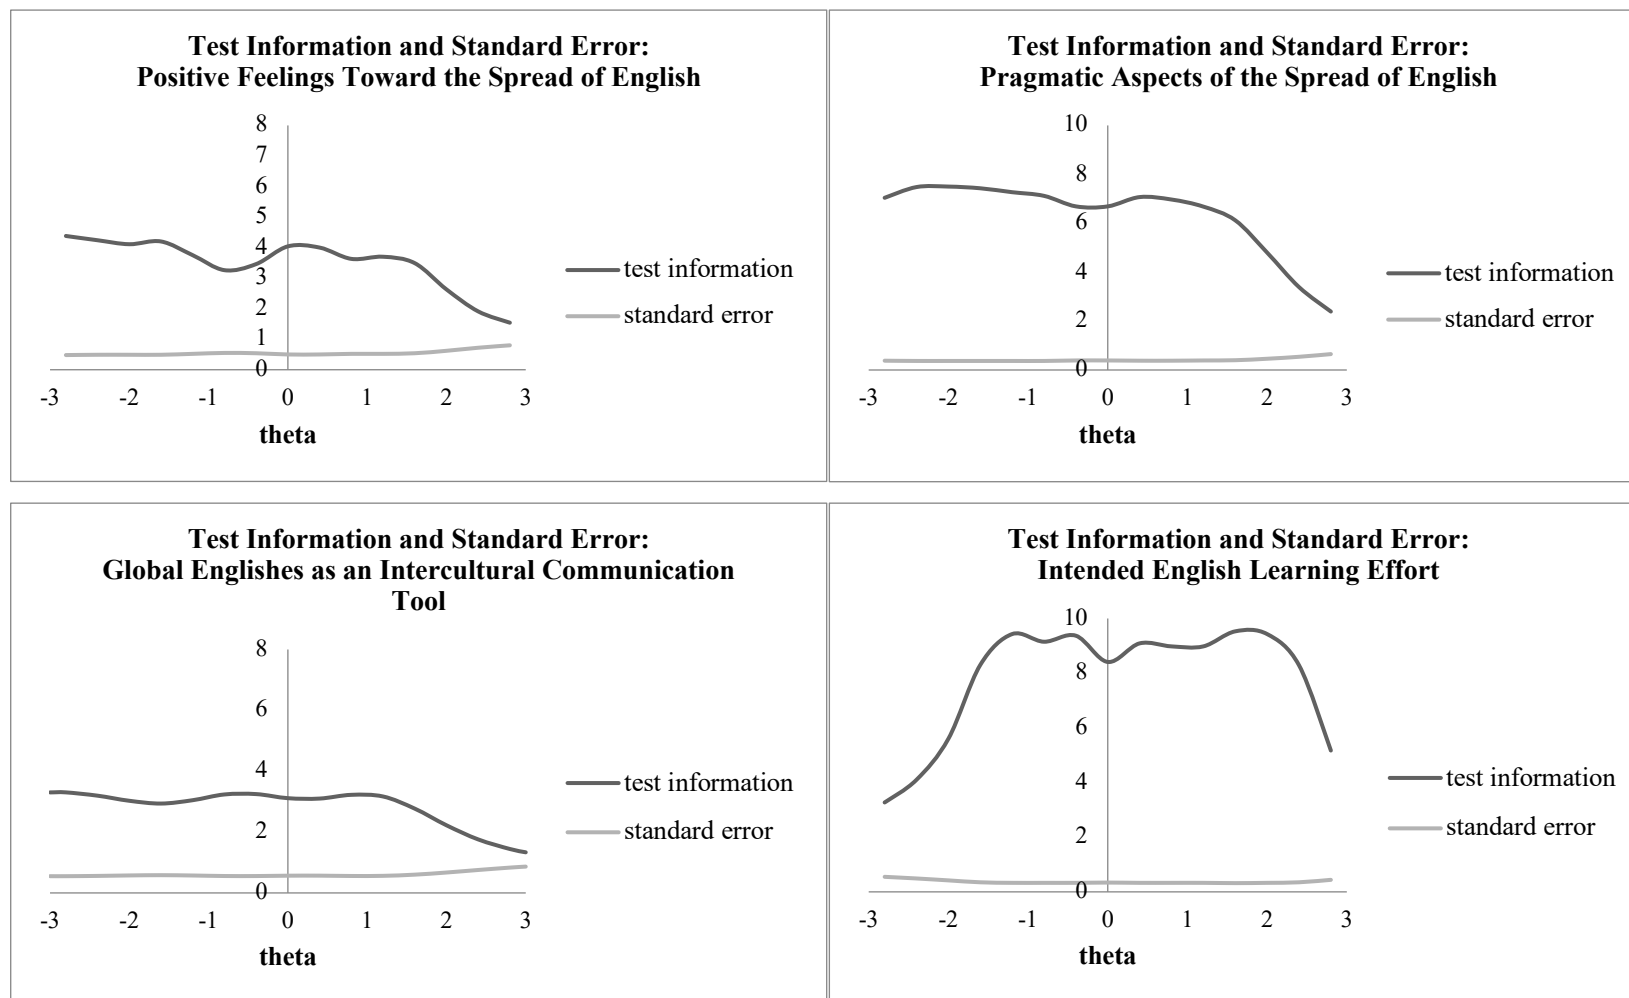 Test Information and Standard Error:
Positive Feelings Toward the Spread of English
8
7
6
5
4
3
2
1
0
-3 -2 -1 0 1 2 3
theta
test information
standard error
Test Information and Standard Error:
Pragmatic Aspects of the Spread of English
10
8
6
4
2
0
-3 -2 -1 0 1 2 3
theta
test information
standard error
Test Information and Standard Error:
Global Englishes as an Intercultural Communication
Tool
8
6
4
2
0
-3 -2 -1 0 1 2 3
theta
test information
standard error
Test Information and Standard Error:
Intended English Learning Effort
10
8
6
4
2
0
-3 -2 -1 0 1 2 3
theta
test information
standard error